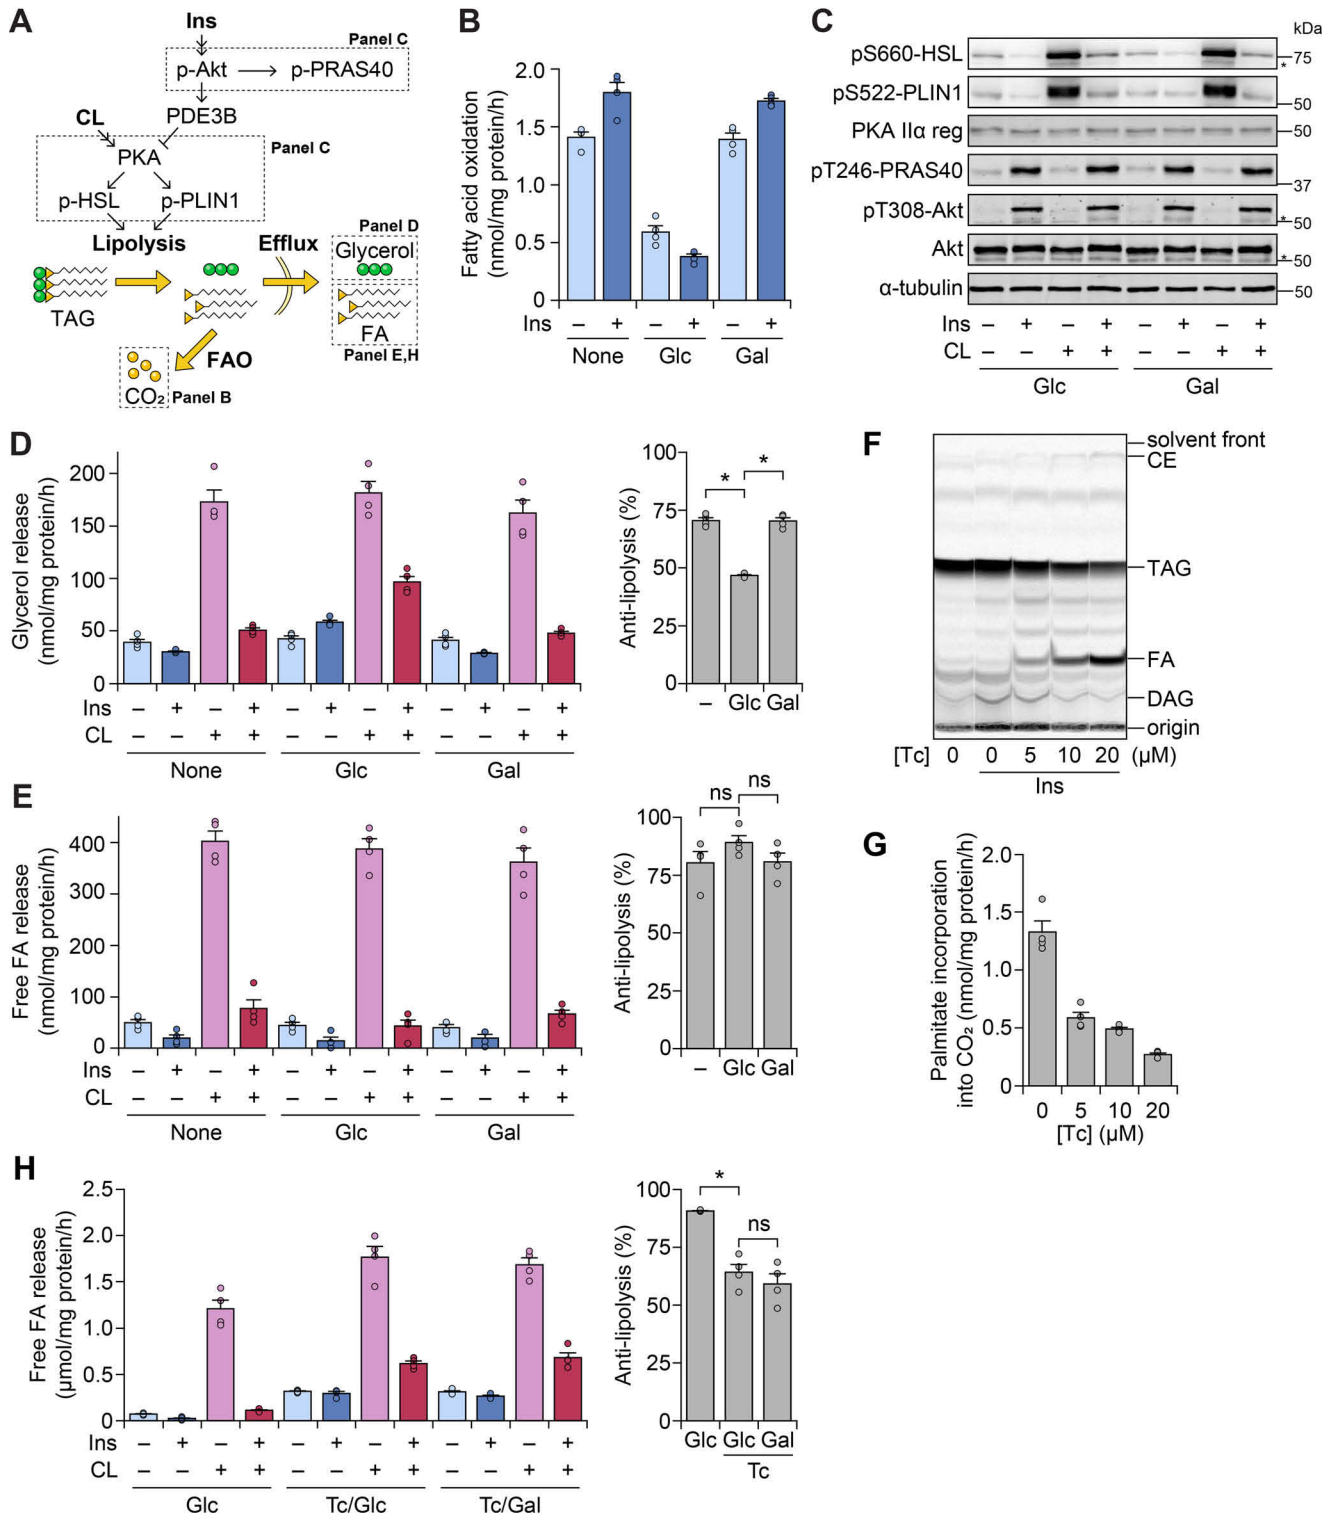 A
Ins
Panel C
p-Akt
p-PRAS40
CL
PDE3B
Panel C
PKA
p-HSL
p-PLIN1
Panel D
Lipolysis
Efflux
Glycerol
TAG
FA
FAO
Panel E,H
CO₂
Panel B
B
Fatty acid oxidation
(nmol/mg protein/h)
2.0
1.5
1.0
0.5
0
– + – + – + Ins
None Glc Gal
C
kDa
pS660-HSL
75
*
pS522-PLIN1
50
PKA IIα reg
50
pT246-PRAS40
37
pT308-Akt
*
50
Akt
*
50
α-tubulin
50
Ins – + – + – + – +
CL – – + + – – + +
Glc Gal
D
Glycerol release
(nmol/mg protein/h)
200
150
100
50
0
Ins – + – + – + – + – + – +
CL – – + + – – + + – – + +
None Glc Gal
Anti-lipolysis (%)
100
75
50
25
0
* *
– Glc Gal
E
Free FA release
(nmol/mg protein/h)
400
300
200
100
0
Ins – + – + – + – + – + – +
CL – – + + – – + + – – + +
None Glc Gal
Anti-lipolysis (%)
100
75
50
25
0
ns ns
– Glc Gal
F
solvent front
CE
TAG
FA
DAG
origin
[Tc] 0 0 5 10 20 (μM)
Ins
G
Palmitate incorporation
into CO₂ (nmol/mg protein/h)
2.0
1.5
1.0
0.5
0
0 5 10 20
[Tc] (μM)
H
Free FA release
(μmol/mg protein/h)
2.5
2.0
1.5
1.0
0.5
0
Ins – + – + – + – + – + – +
CL – – + + – – + + – – + +
Glc Tc/Glc Tc/Gal
Anti-lipolysis (%)
100
75
50
25
0
*
ns
Glc Glc Gal
Tc